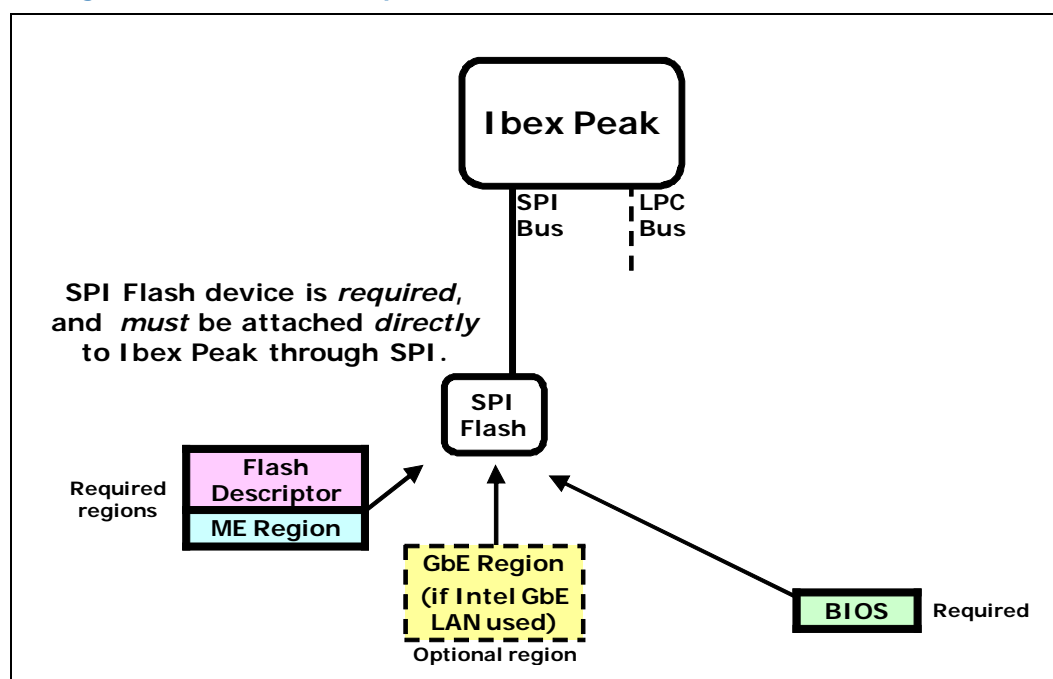 Ibex Peak
SPI
Bus
LPC
Bus
SPI Flash device is required,
and must be attached directly
to Ibex Peak through SPI.
SPI
Flash
Flash
Descriptor
ME Region
Required
regions
GbE Region
(if Intel GbE
LAN used)
Optional region
BIOS
Required